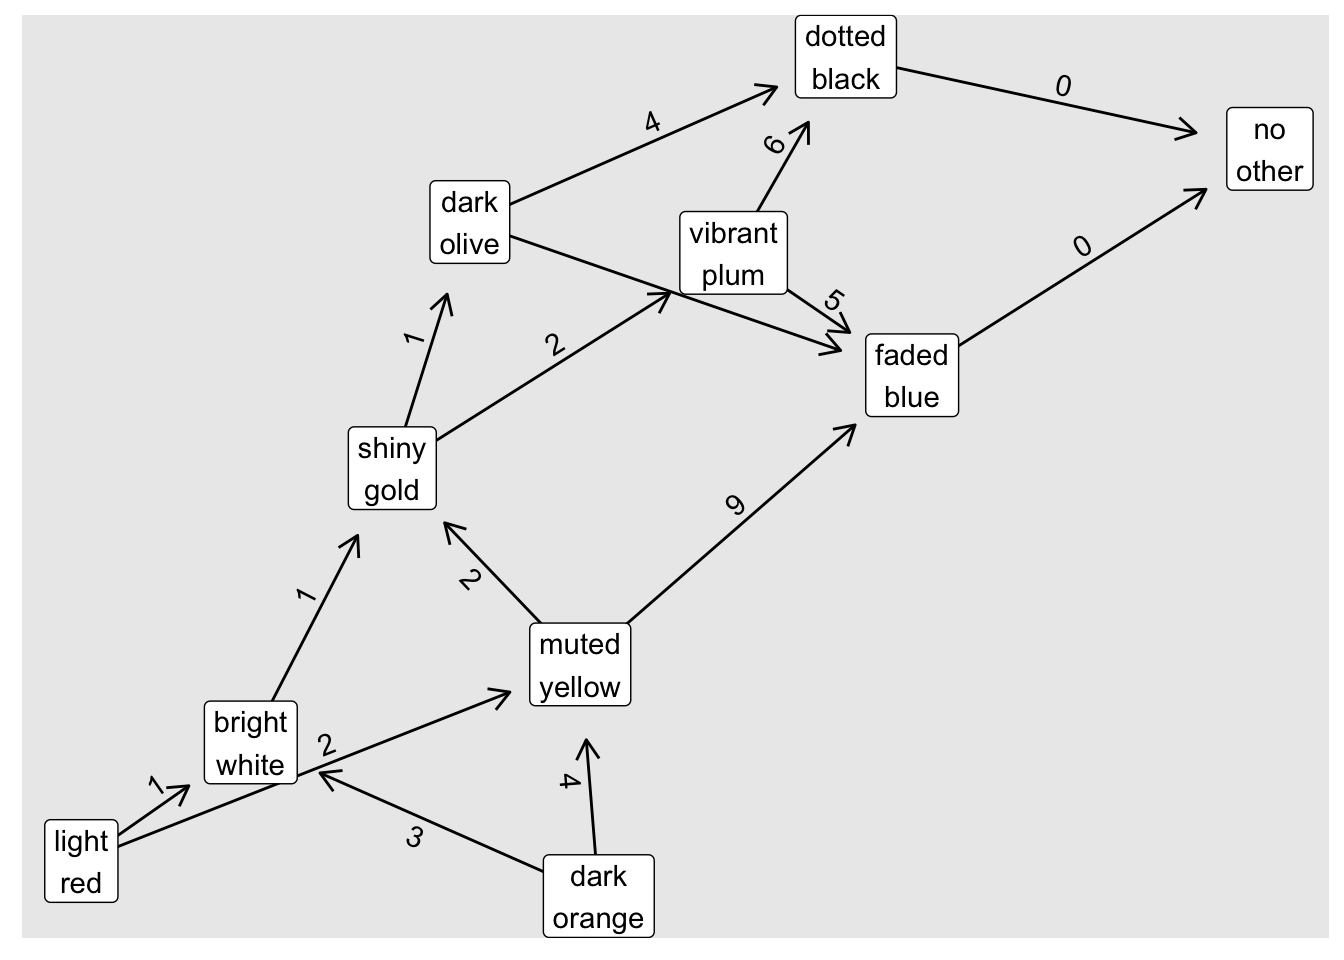 dotted
black
0
no
other
4
6
dark
olive
vibrant
plum
0
5
1
2
faded
blue
shiny
gold
9
1
2
muted
yellow
bright
white
2
1
4
3
light
red
dark
orange